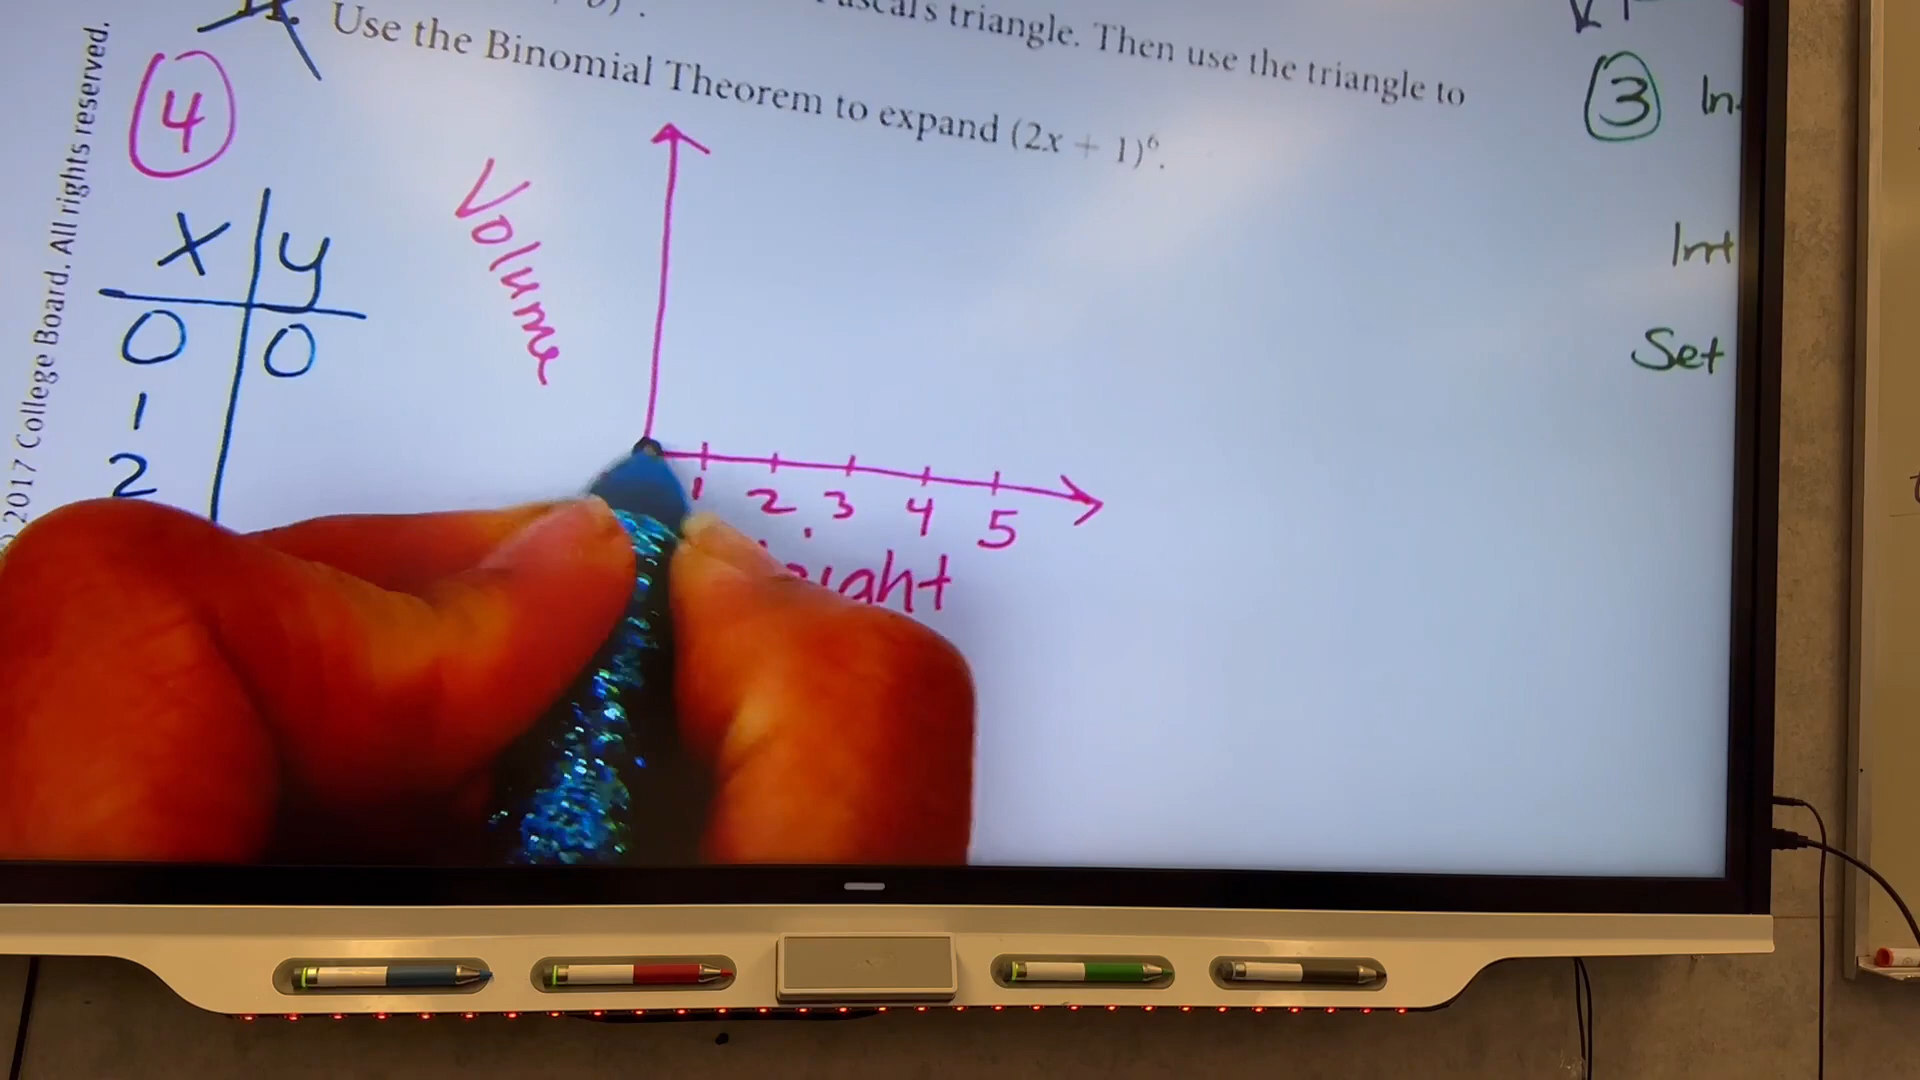 triangle. Then use the triangle to
Use the Binomial Theorem to expand (2x + 1)⁶.
2017 College Board. All rights reserved.
4
x y
0 0
1
2
Volume
1 2 3 4 5
3
Int
Set